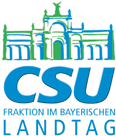 CSU
FRAKTION IM BAYERISCHEN
LANDTAG